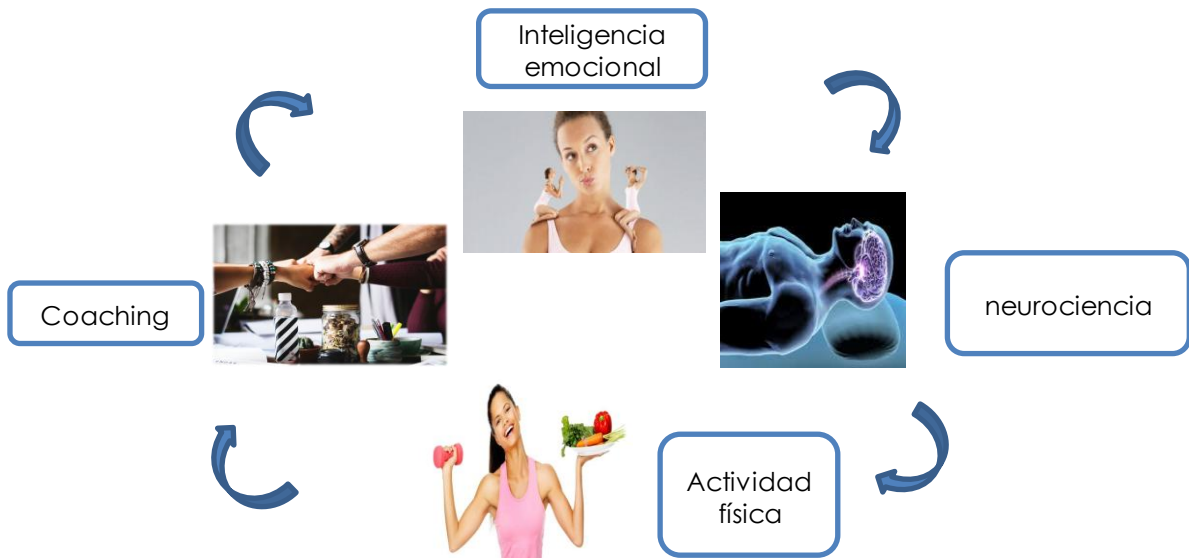 Inteligencia
emocional
Coaching
neurociencia
Actividad
física